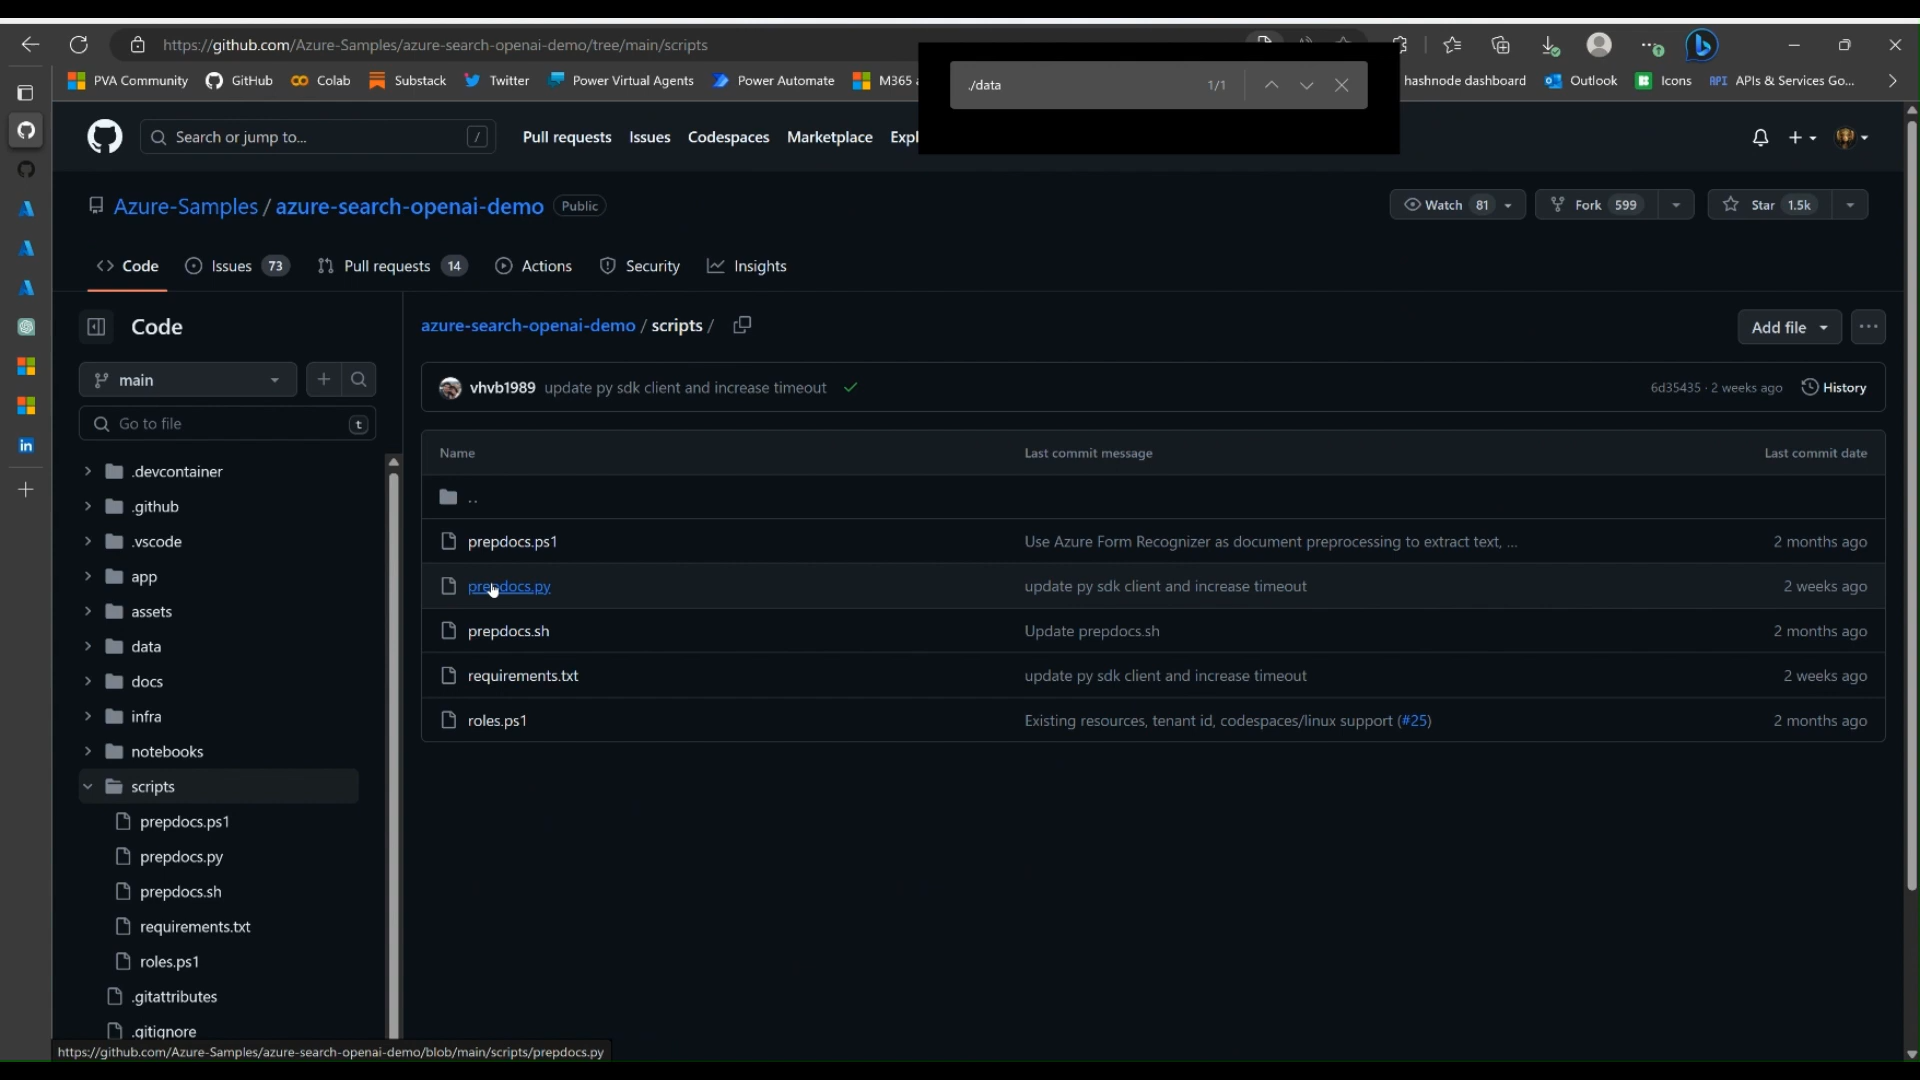 https://github.com/Azure-Samples/azure-search-openai-demo/tree/main/scripts
PVA Community GitHub Colab Substack Twitter Power Virtual Agents Power Automate M365 hashnode dashboard Outlook Icons API APIs & Services Go...
./data 1/1
Search or jump to... / Pull requests Issues Codespaces Marketplace Expl
Azure-Samples / azure-search-openai-demo Public Watch 81 Fork 599 Star 1.5k
Code Issues 73 Pull requests 14 Actions Security Insights
Code
azure-search-openai-demo / scripts / Add file
main
vhvb1989 update py sdk client and increase timeout 6d35435 · 2 weeks ago History
Go to file t
Name Last commit message Last commit date
.devcontainer
..
.github
prepdocs.ps1 Use Azure Form Recognizer as document preprocessing to extract text, ... 2 months ago
.vscode
app
prepdocs.py update py sdk client and increase timeout 2 weeks ago
assets
prepdocs.sh Update prepdocs.sh 2 months ago
data
requirements.txt update py sdk client and increase timeout 2 weeks ago
docs
infra
roles.ps1 Existing resources, tenant id, codespaces/linux support (#25) 2 months ago
notebooks
scripts
prepdocs.ps1
prepdocs.py
prepdocs.sh
requirements.txt
roles.ps1
.gitattributes
.gitignore
https://github.com/Azure-Samples/azure-search-openai-demo/blob/main/scripts/prepdocs.py